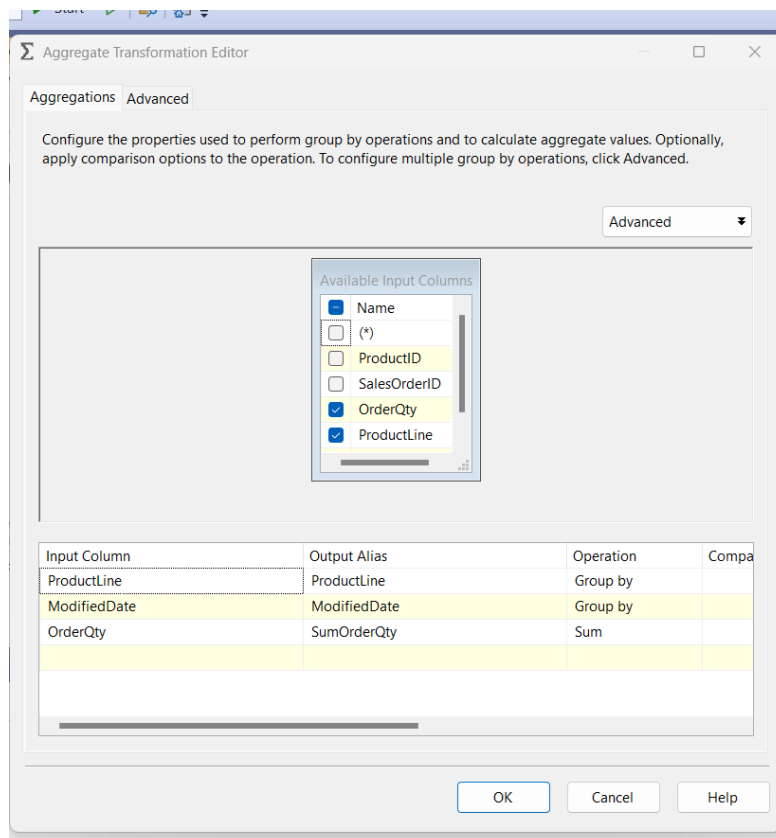 Start
Aggregate Transformation Editor
Aggregations Advanced
Configure the properties used to perform group by operations and to calculate aggregate values. Optionally,
apply comparison options to the operation. To configure multiple group by operations, click Advanced.
Advanced
Available Input Columns
Name
(*)
ProductID
SalesOrderID
OrderQty
ProductLine
Input Column Output Alias Operation Compa
ProductLine ProductLine Group by
ModifiedDate ModifiedDate Group by
OrderQty SumOrderQty Sum
OK Cancel Help